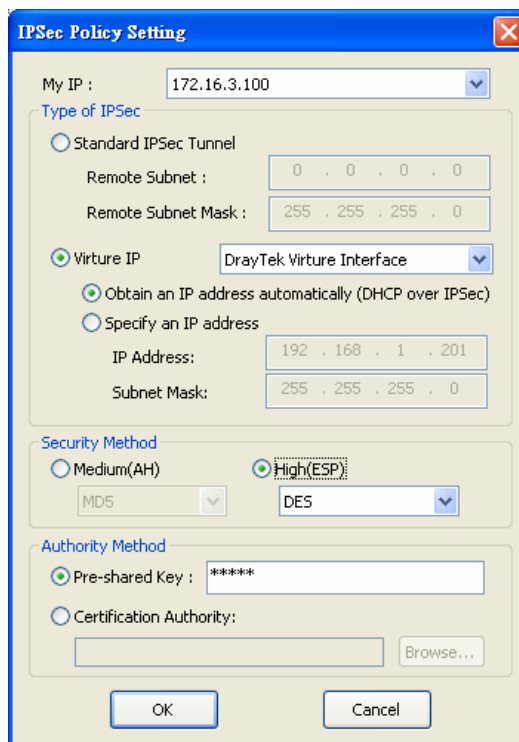 IPSec Policy Setting
My IP : 172.16.3.100
Type of IPSec
Standard IPSec Tunnel
Remote Subnet : 0 . 0 . 0 . 0
Remote Subnet Mask : 255 . 255 . 255 . 0
Virture IP DrayTek Virture Interface
Obtain an IP address automatically (DHCP over IPSec)
Specify an IP address
IP Address: 192 . 168 . 1 . 201
Subnet Mask: 255 . 255 . 255 . 0
Security Method
Medium(AH) High(ESP)
MD5 DES
Authority Method
Pre-shared Key : *****
Certification Authority:
Browse...
OK Cancel